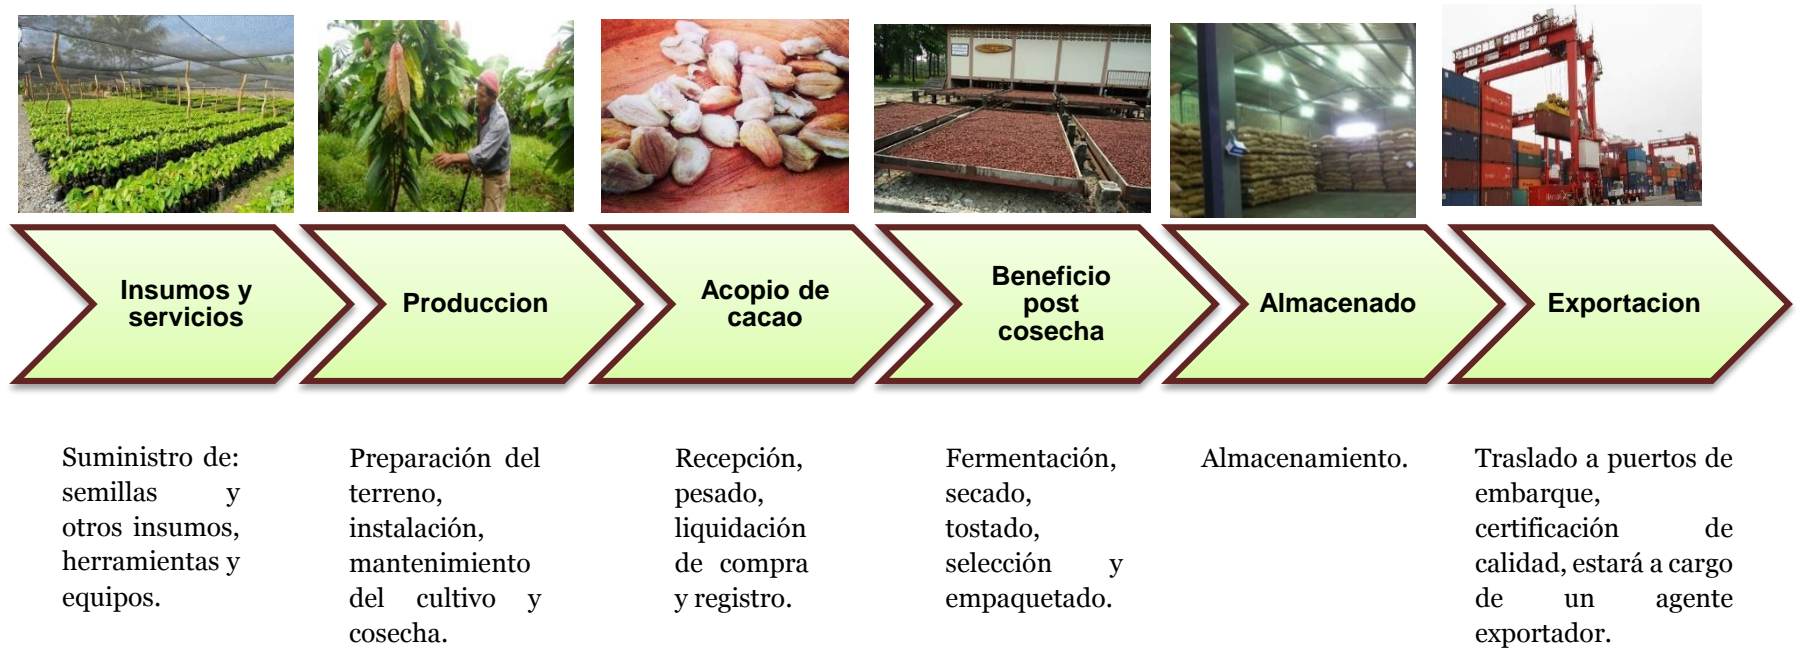 Insumos y
servicios
Produccion
Acopio de
cacao
Beneficio
post
cosecha
Almacenado
Exportacion
Suministro de:
semillas y
otros insumos,
herramientas y
equipos.
Preparación del
terreno,
instalación,
mantenimiento
del cultivo y
cosecha.
Recepción,
pesado,
liquidación
de compra
y registro.
Fermentación,
secado,
tostado,
selección y
empaquetado.
Almacenamiento.
Traslado a puertos de
embarque,
certificación de
calidad, estará a cargo
de un agente
exportador.